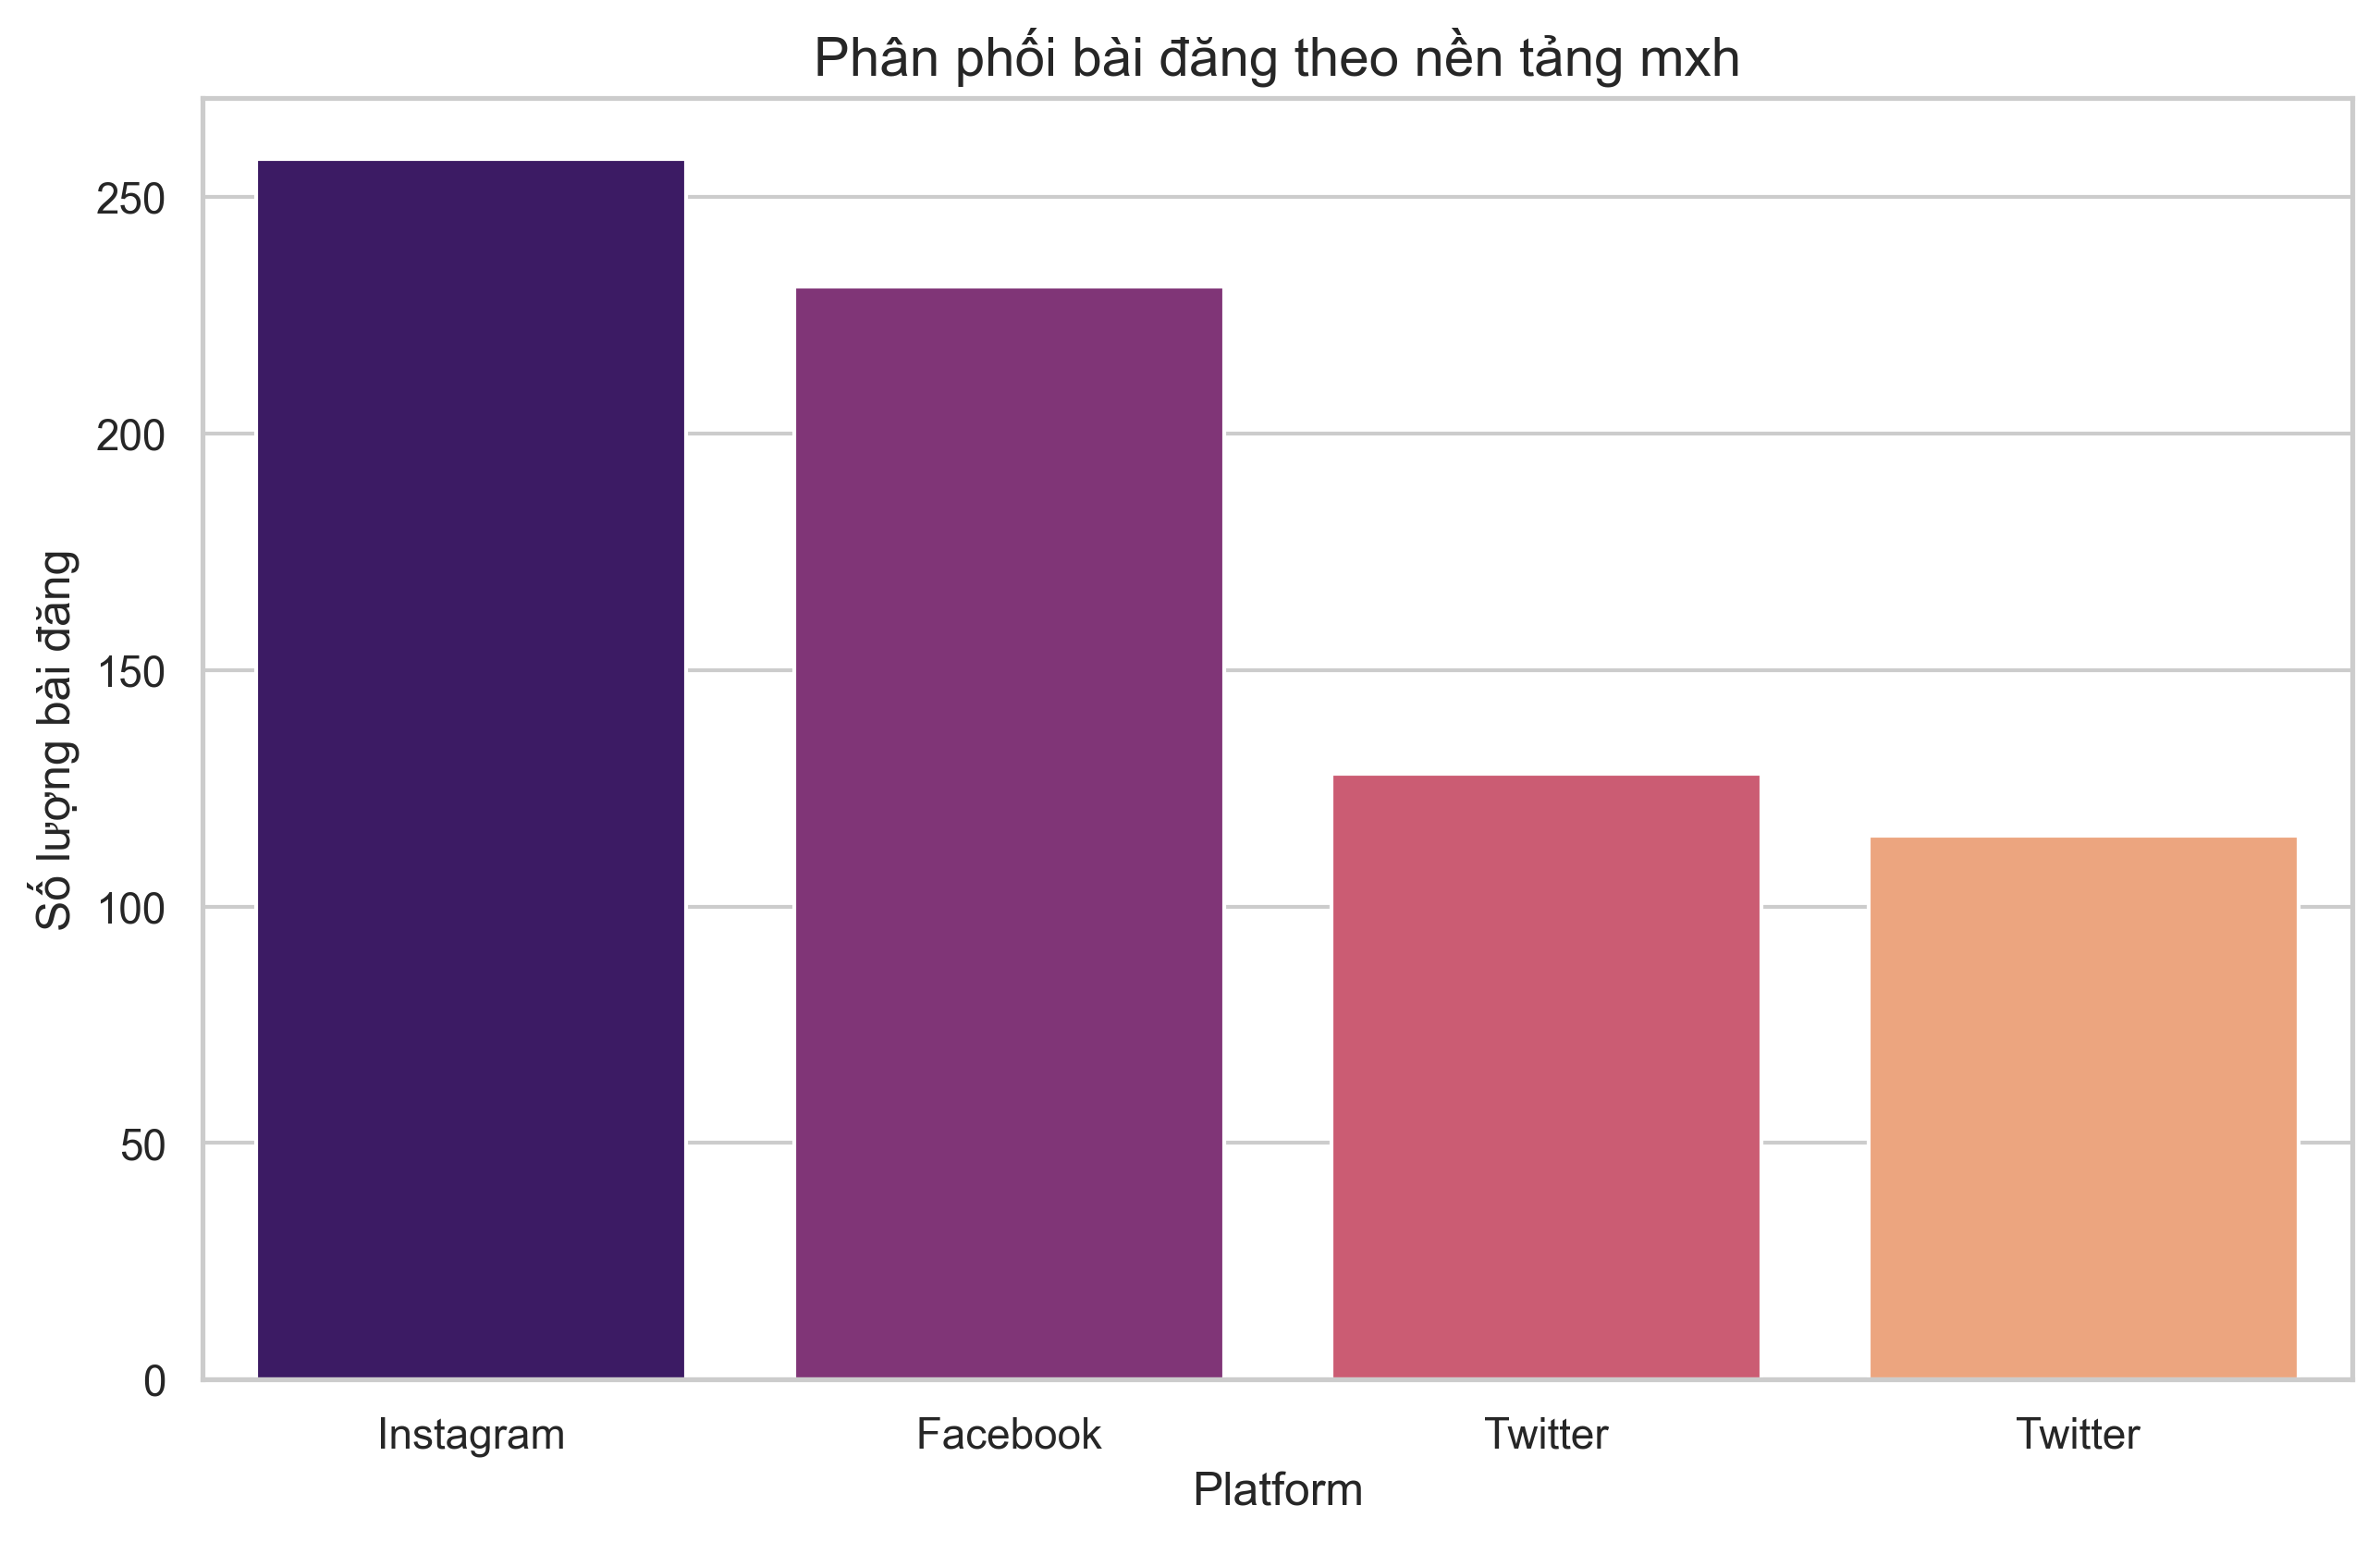 Phân phối bài đăng theo nền tảng mxh
Số lượng bài đăng
250
200
150
100
50
0
Instagram Facebook Twitter Twitter
Platform